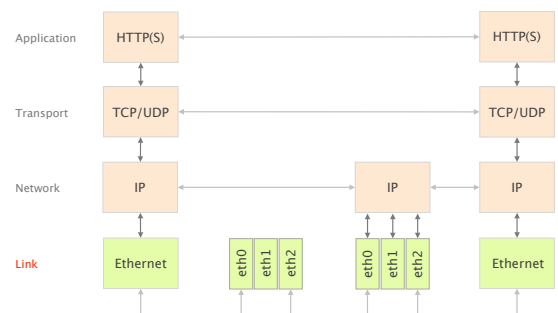 Application
HTTP(S)
HTTP(S)
Transport
TCP/UDP
TCP/UDP
Network
IP
IP
IP
Link
Ethernet
eth0
eth1
eth2
eth0
eth1
eth2
Ethernet